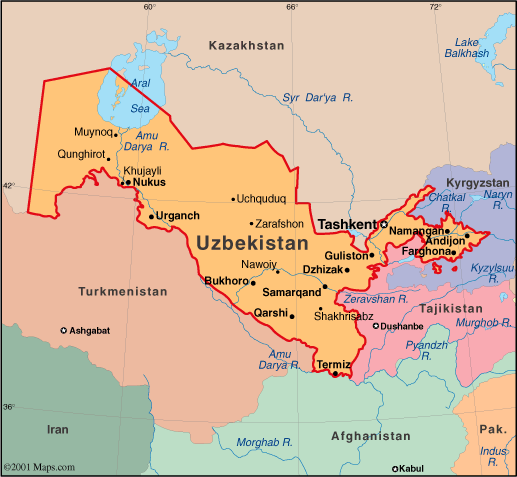 60°
66°
72°
Kazakhstan
Lake
Balkhash
Aral
Sea
Syr Dar'ya R.
Muynoq
Amu
Darya R.
Qunghirot
Khujayli
Nukus
42°
Kyrgyzstan
Chatkal
R.
Naryn
R.
Uchquduq
Urganch
Zarafshon
Tashkent
Namangan
Andijon
Farghona
Uzbekistan
Guliston
Nawoiy
Dzhizak
Kyzylsuu
R.
Bukhoro
Samarqand
Zeravshan R.
Turkmenistan
Qarshi
Shakhrisabz
Tajikistan
Ashgabat
Dushanbe
Murghob R.
Pyandzh
R.
Amu
Darya R.
Termiz
36°
Iran
Morghab R.
Afghanistan
Pak.
Indus
R.
Kabul
©2001 Maps.com